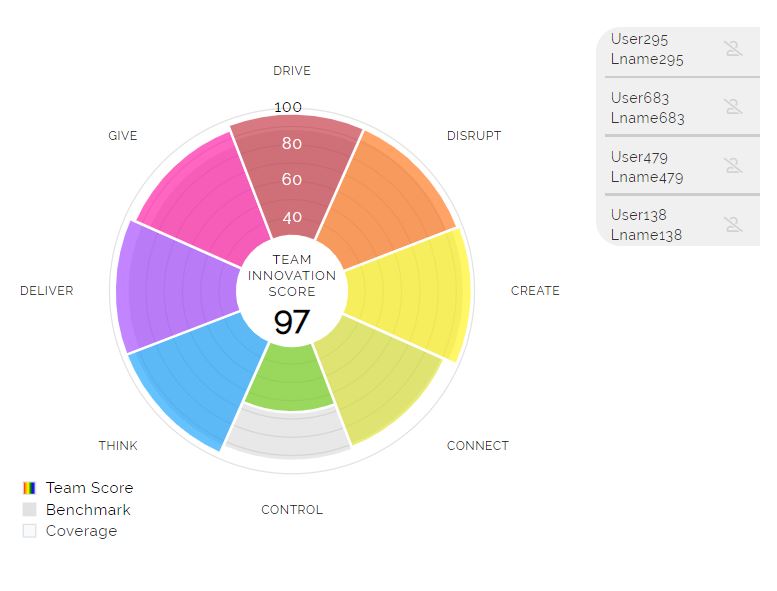 DRIVE
100
GIVE
DISRUPT
80
60
40
TEAM
INNOVATION
SCORE
97
DELIVER
CREATE
THINK
CONNECT
CONTROL
Team Score
Benchmark
Coverage
User295
Lname295
User683
Lname683
User479
Lname479
User138
Lname138